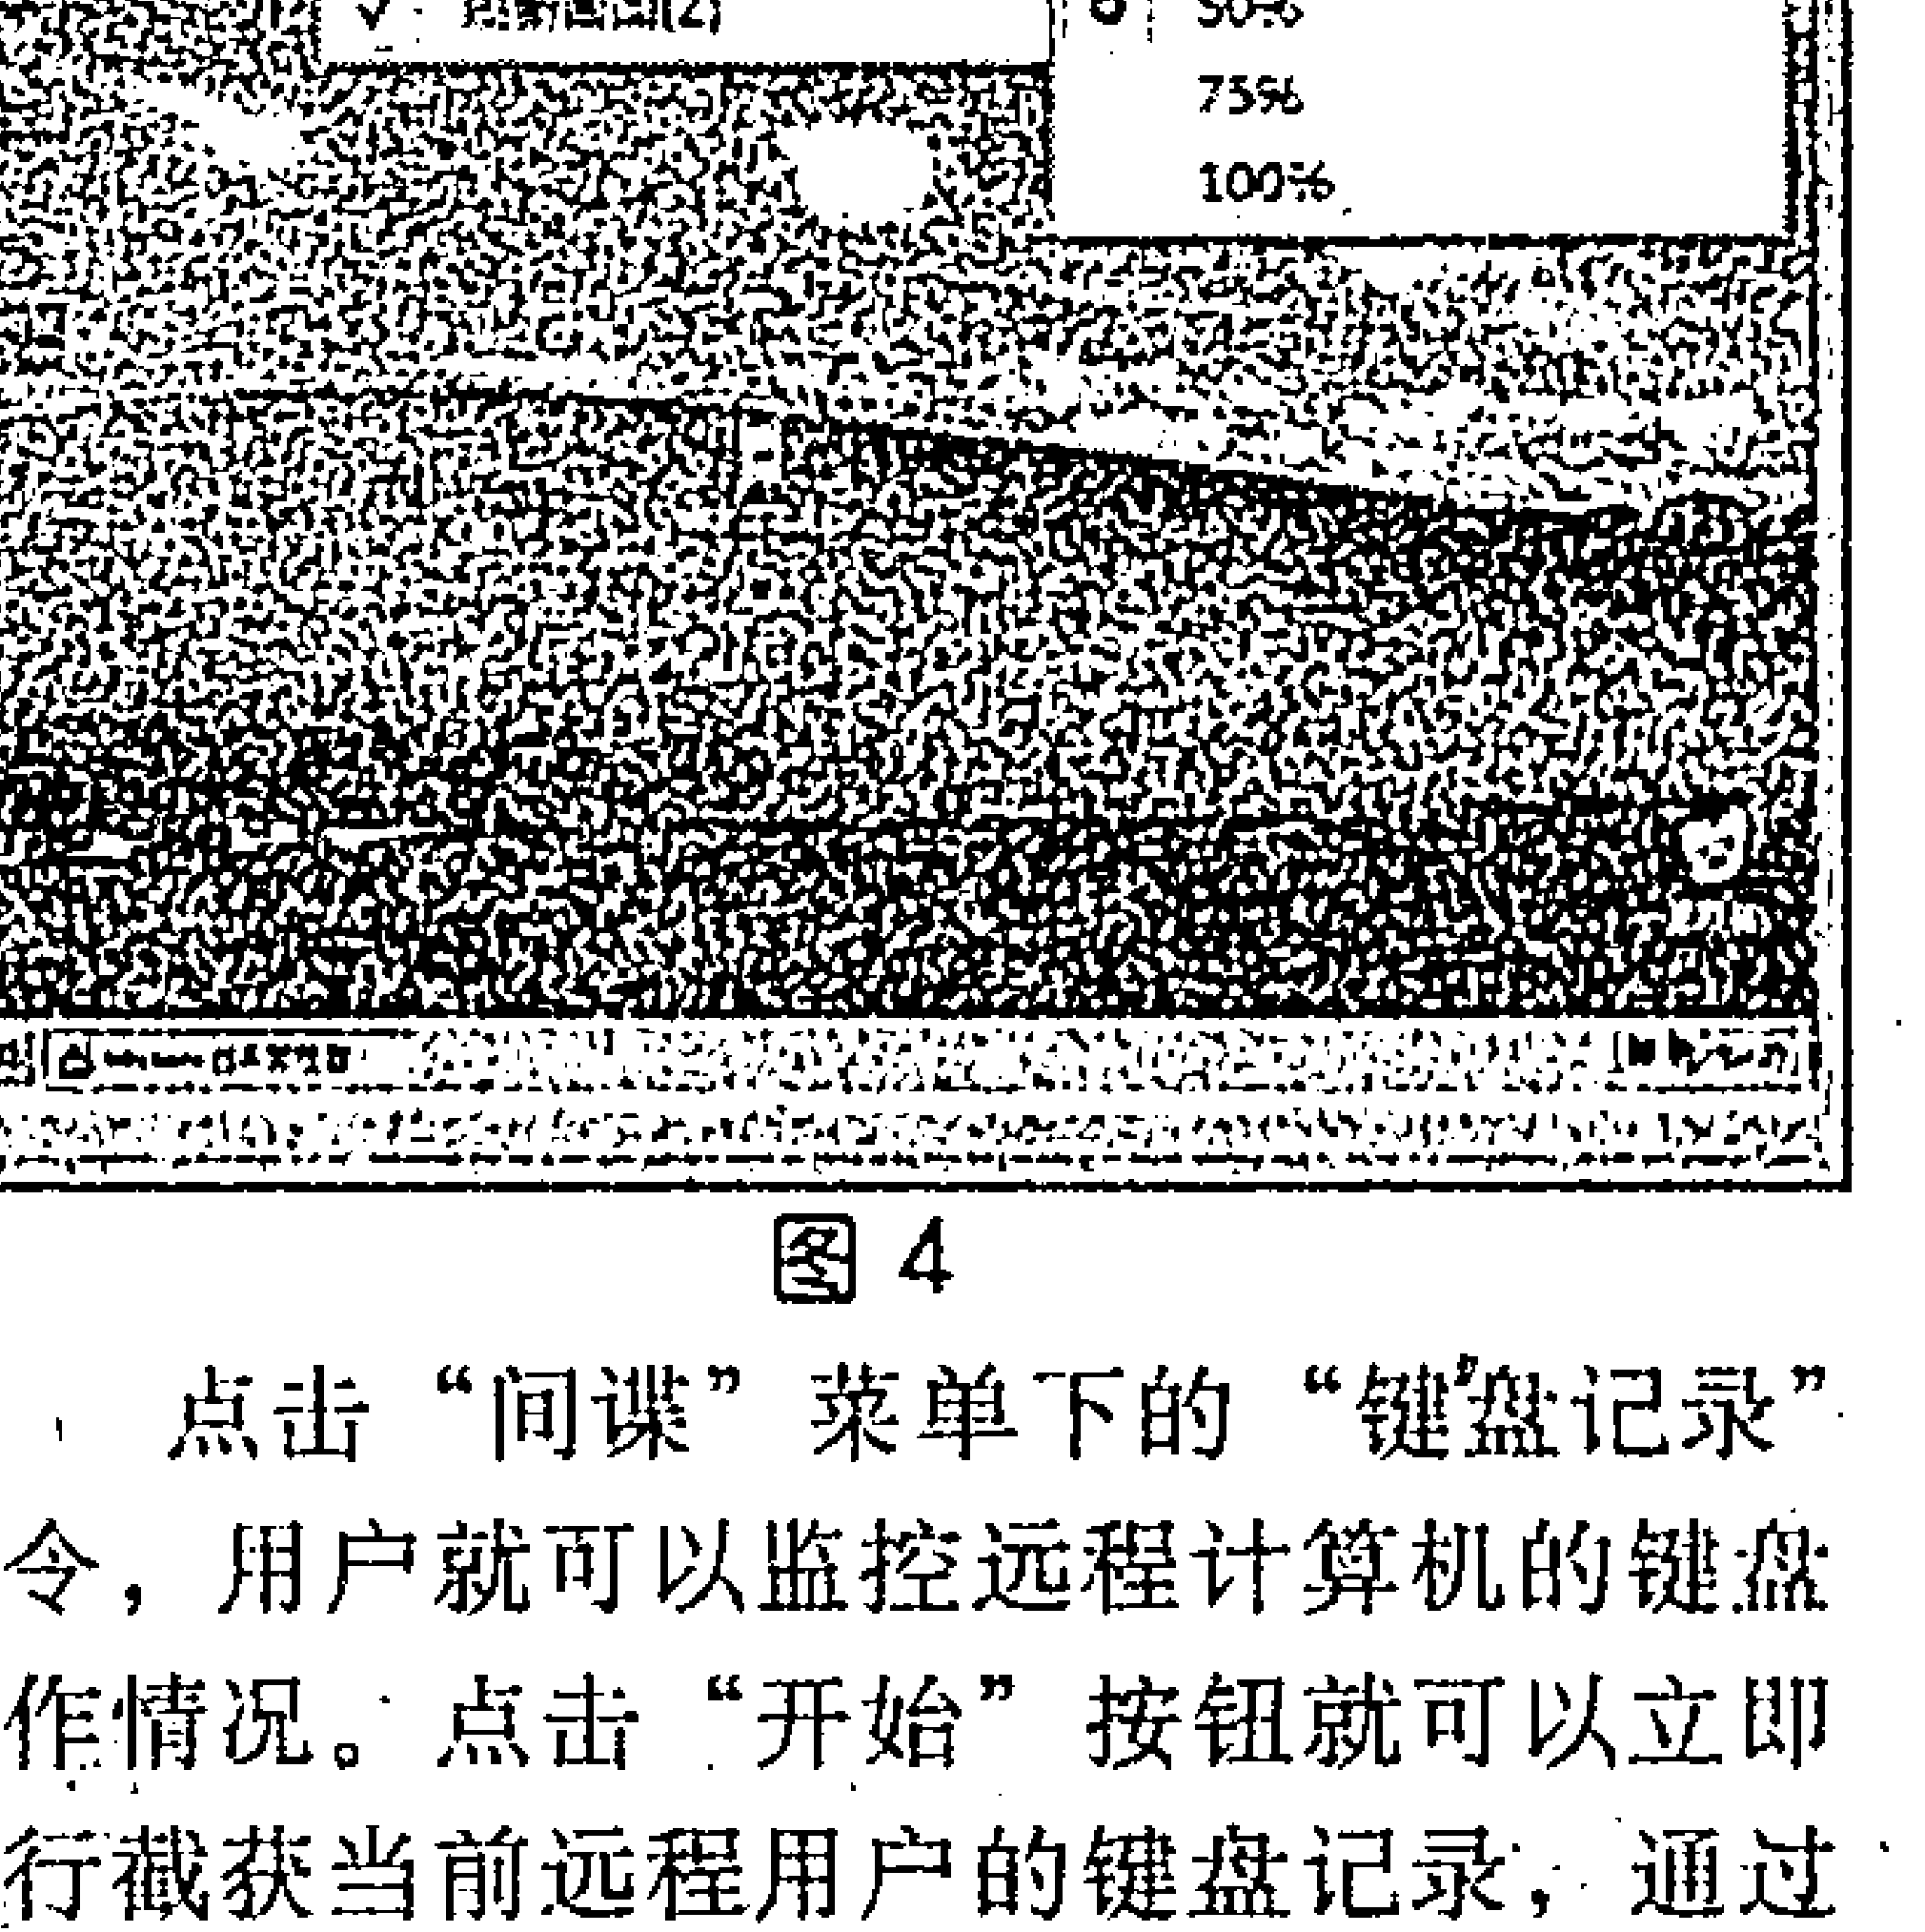 50%
75%
100%
图 4
点击“间谍”菜单下的“键盘记录”
令，用户就可以监控远程计算机的键盘
作情况。点击“开始”按钮就可以立即
行截获当前远程用户的键盘记录，通过